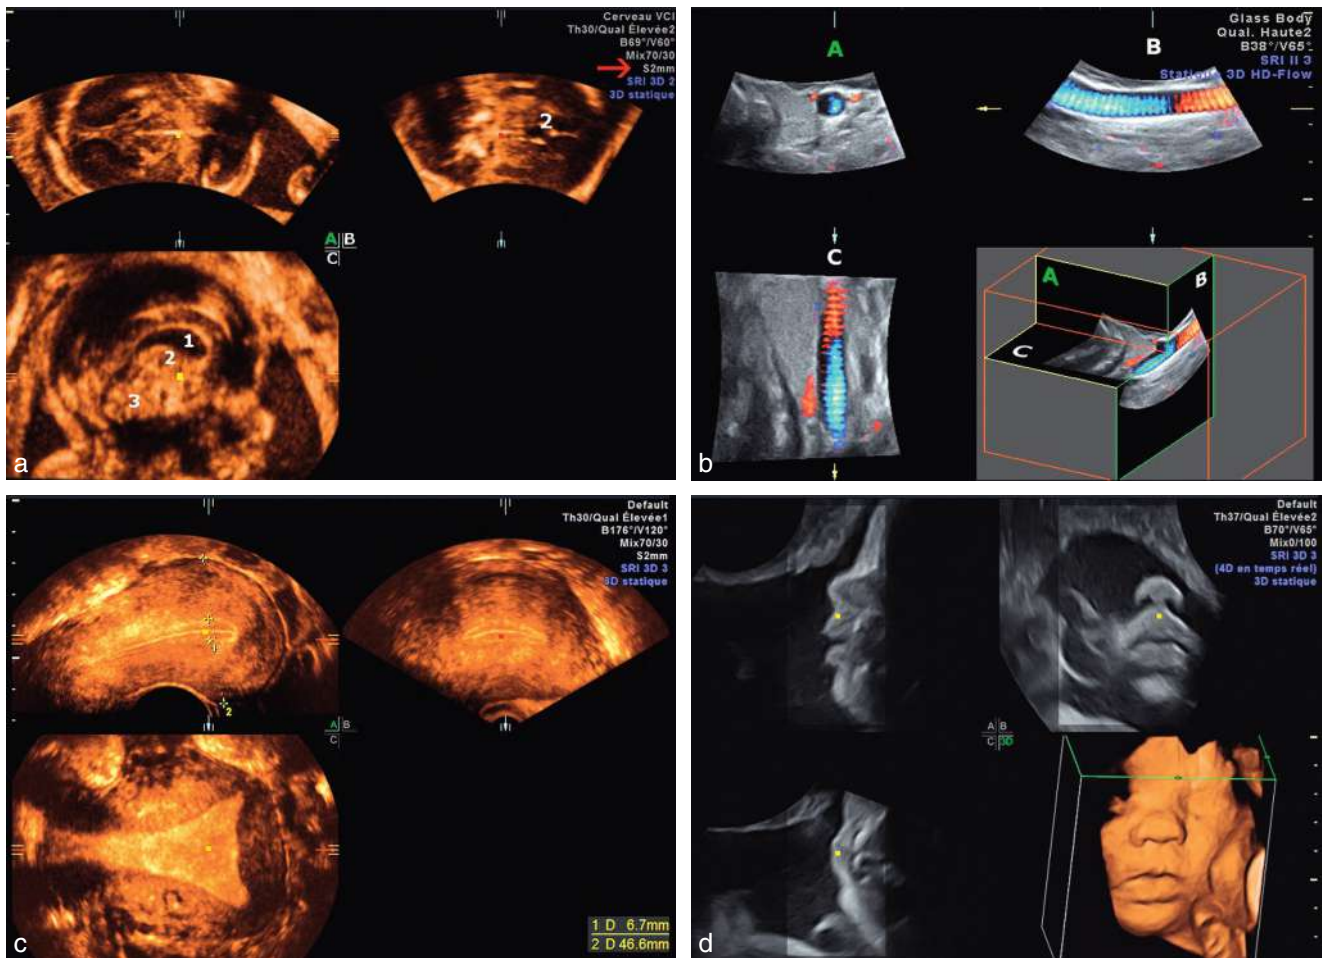 Cerveau VCI
Th30/Qual Élevée2
B69°/V60°
Mix70/30
S2mm
SRI 3D 2
3D statique
2
A B
C
1
2
3
a
Glass Body
Qual. Haute2
B38°/V65°
SRI II 3
Statique 3D HD-Flow
A
B
C
A
B
C
b
Default
Th30/Qual Élevée1
B176°/V120°
Mix70/30
S2mm
SRI 3D 3
3D statique
1
2
A B
C
1 D 6.7mm
2 D 46.6mm
c
Default
Th37/Qual Élevée2
B70°/V65°
Mix0/100
SRI 3D 3
(4D en temps réel)
3D statique
A B
C 3D
d